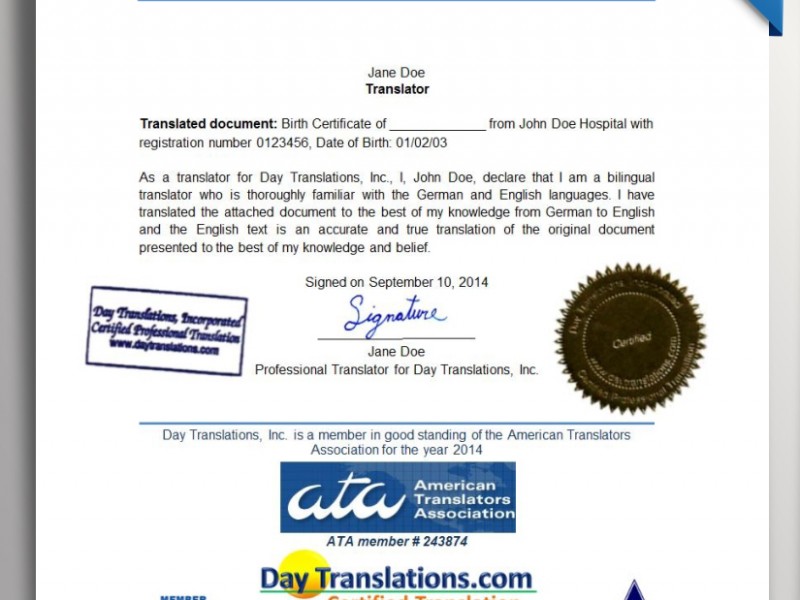 Jane Doe
Translator
Translated document: Birth Certificate of ______________ from John Doe Hospital with
registration number 0123456, Date of Birth: 01/02/03
As a translator for Day Translations, Inc., I, John Doe, declare that I am a bilingual
translator who is thoroughly familiar with the German and English languages. I have
translated the attached document to the best of my knowledge from German to English
and the English text is an accurate and true translation of the original document
presented to the best of my knowledge and belief.
Signed on September 10, 2014
Day Translations, Incorporated
Certified Professional Translation
www.daytranslations.com
Signature
Jane Doe
Professional Translator for Day Translations, Inc.
Day Translations Incorporated
Certified
www.daytranslations.com
Certified Professional Translation
Day Translations, Inc. is a member in good standing of the American Translators
Association for the year 2014
ata American
Translators
Association
ATA member # 243874
Day Translations.com
Certified Translation
MEMBER